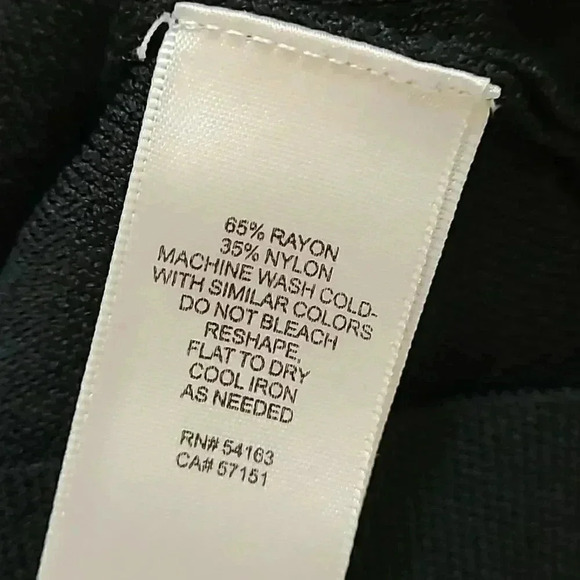 65% RAYON
35% NYLON
MACHINE WASH COLD-
WITH SIMILAR COLORS
DO NOT BLEACH
RESHAPE,
FLAT TO DRY
COOL IRON
AS NEEDED
RN# 54163
CA# 57151